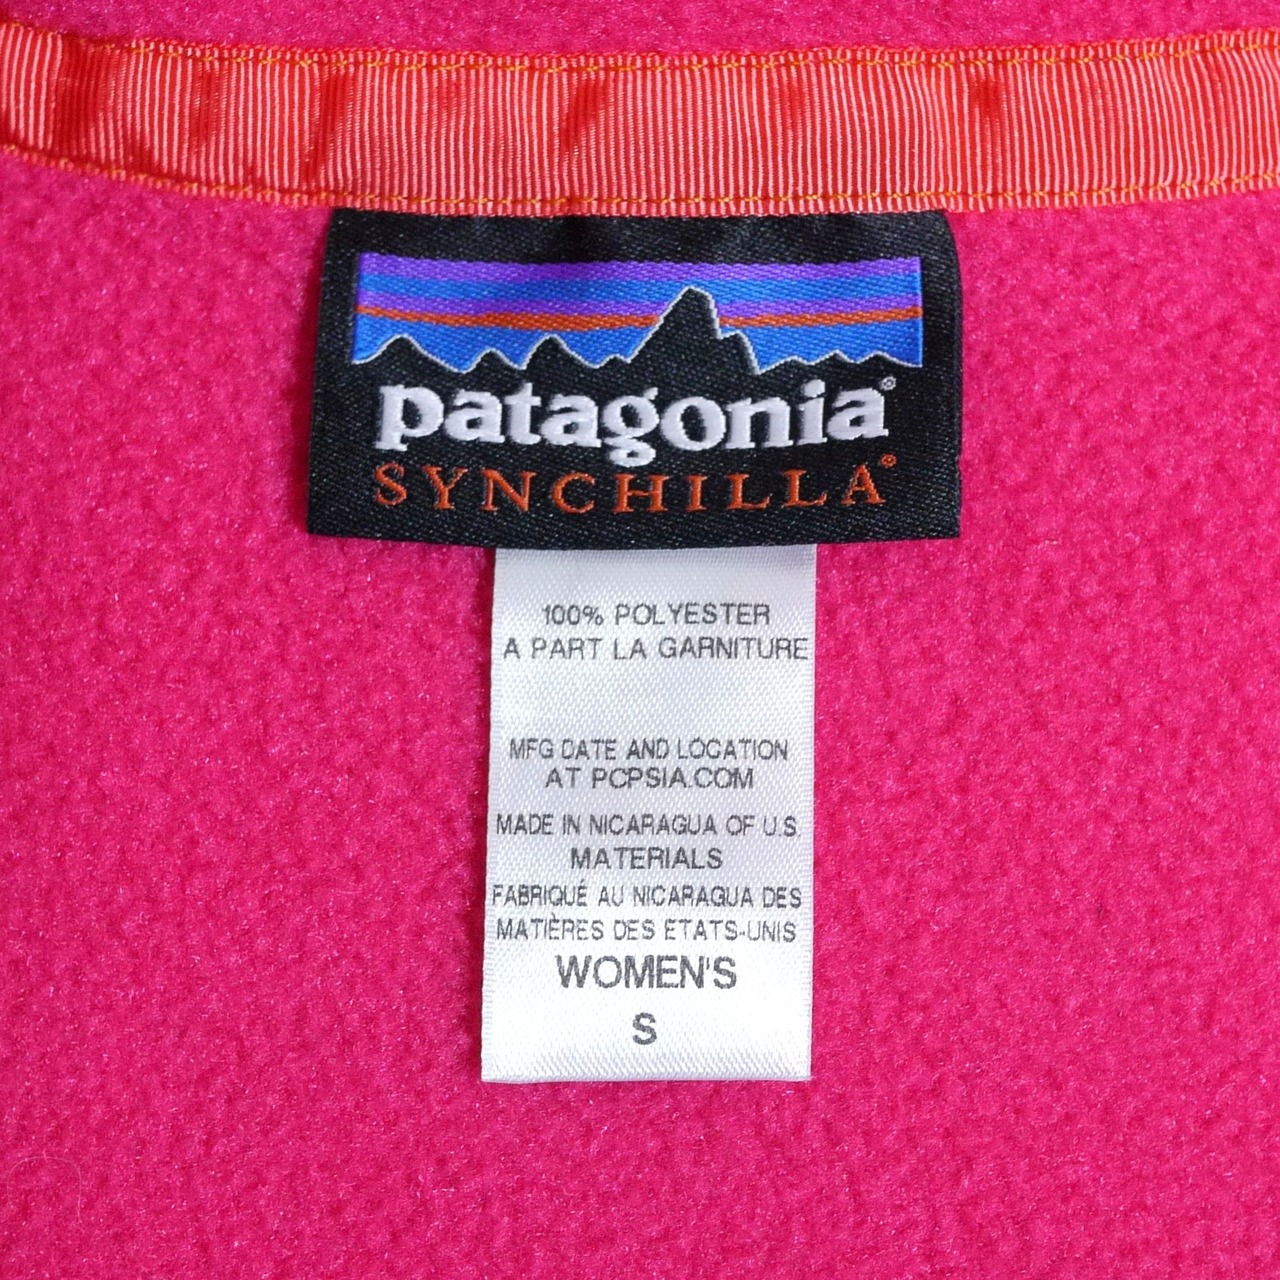 patagonia®
SYNCHILLA®
100% POLYESTER
A PART LA GARNITURE
MFG DATE AND LOCATION
AT PCPSIA.COM
MADE IN NICARAGUA OF U.S.
MATERIALS
FABRIQUÉ AU NICARAGUA DES
MATIÈRES DES ETATS-UNIS
WOMEN'S
S